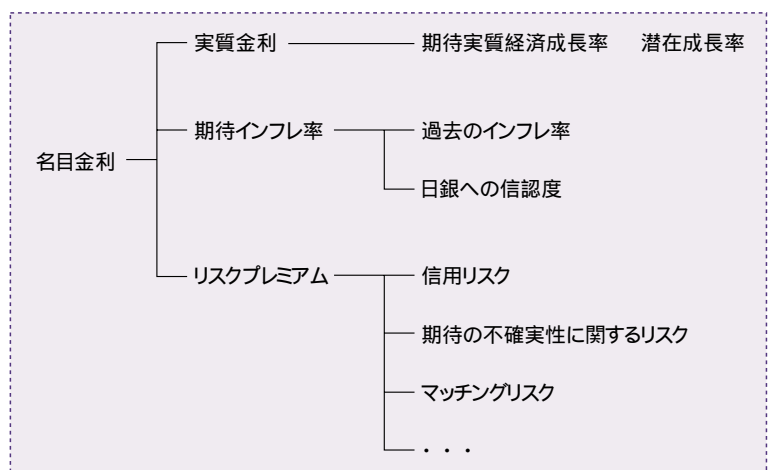 実質金利 期待実質経済成長率 潜在成長率
期待インフレ率 過去のインフレ率
名目金利
日銀への信認度
リスクプレミアム 信用リスク
期待の不確実性に関するリスク
マッチングリスク
・・・